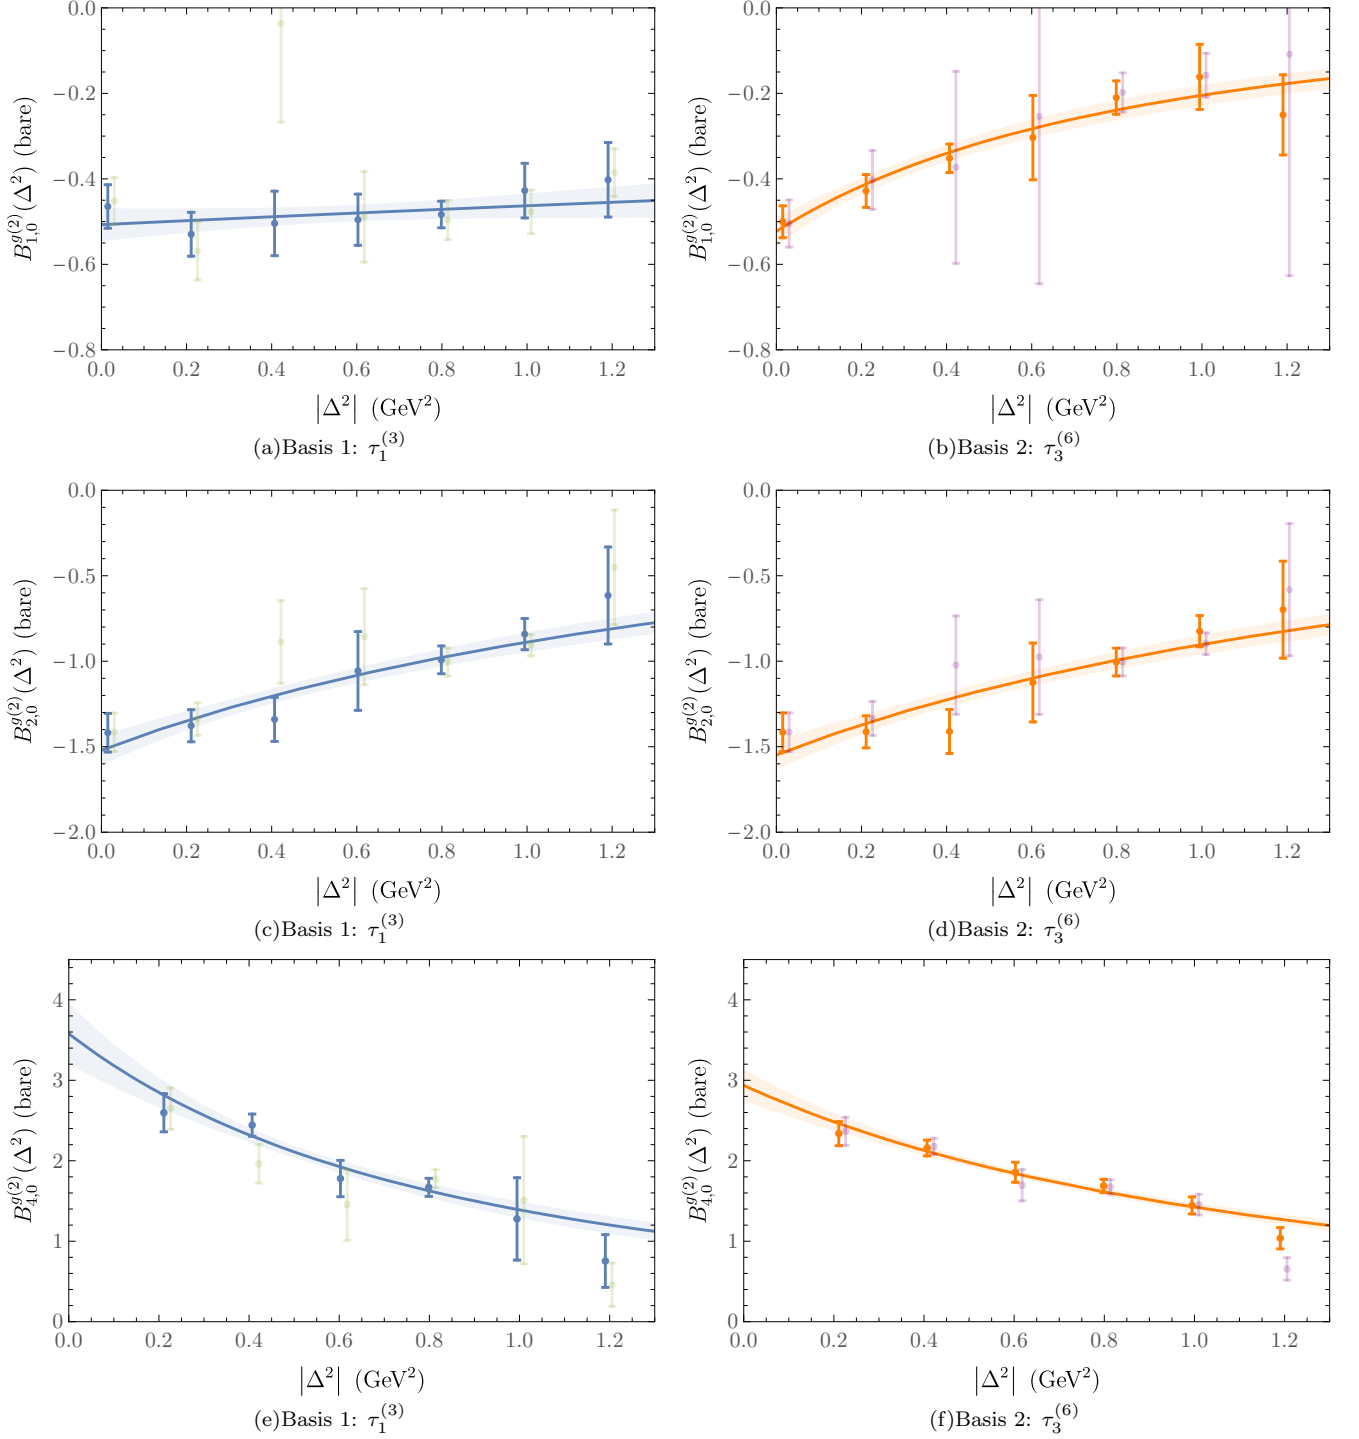 0.0
−0.2
−0.4
−0.6
−0.8
B_{1,0}^{g(2)}(Δ²) (bare)
0.0 0.2 0.4 0.6 0.8 1.0 1.2
|Δ²| (GeV²)
(a)Basis 1: τ_1^{(3)}
0.0
−0.2
−0.4
−0.6
−0.8
B_{1,0}^{g(2)}(Δ²) (bare)
0.0 0.2 0.4 0.6 0.8 1.0 1.2
|Δ²| (GeV²)
(b)Basis 2: τ_3^{(6)}
0.0
−0.5
−1.0
−1.5
−2.0
B_{2,0}^{g(2)}(Δ²) (bare)
0.0 0.2 0.4 0.6 0.8 1.0 1.2
|Δ²| (GeV²)
(c)Basis 1: τ_1^{(3)}
0.0
−0.5
−1.0
−1.5
−2.0
B_{2,0}^{g(2)}(Δ²) (bare)
0.0 0.2 0.4 0.6 0.8 1.0 1.2
|Δ²| (GeV²)
(d)Basis 2: τ_3^{(6)}
4
3
2
1
0
B_{4,0}^{g(2)}(Δ²) (bare)
0.0 0.2 0.4 0.6 0.8 1.0 1.2
|Δ²| (GeV²)
(e)Basis 1: τ_1^{(3)}
4
3
2
1
0
B_{4,0}^{g(2)}(Δ²) (bare)
0.0 0.2 0.4 0.6 0.8 1.0 1.2
|Δ²| (GeV²)
(f)Basis 2: τ_3^{(6)}